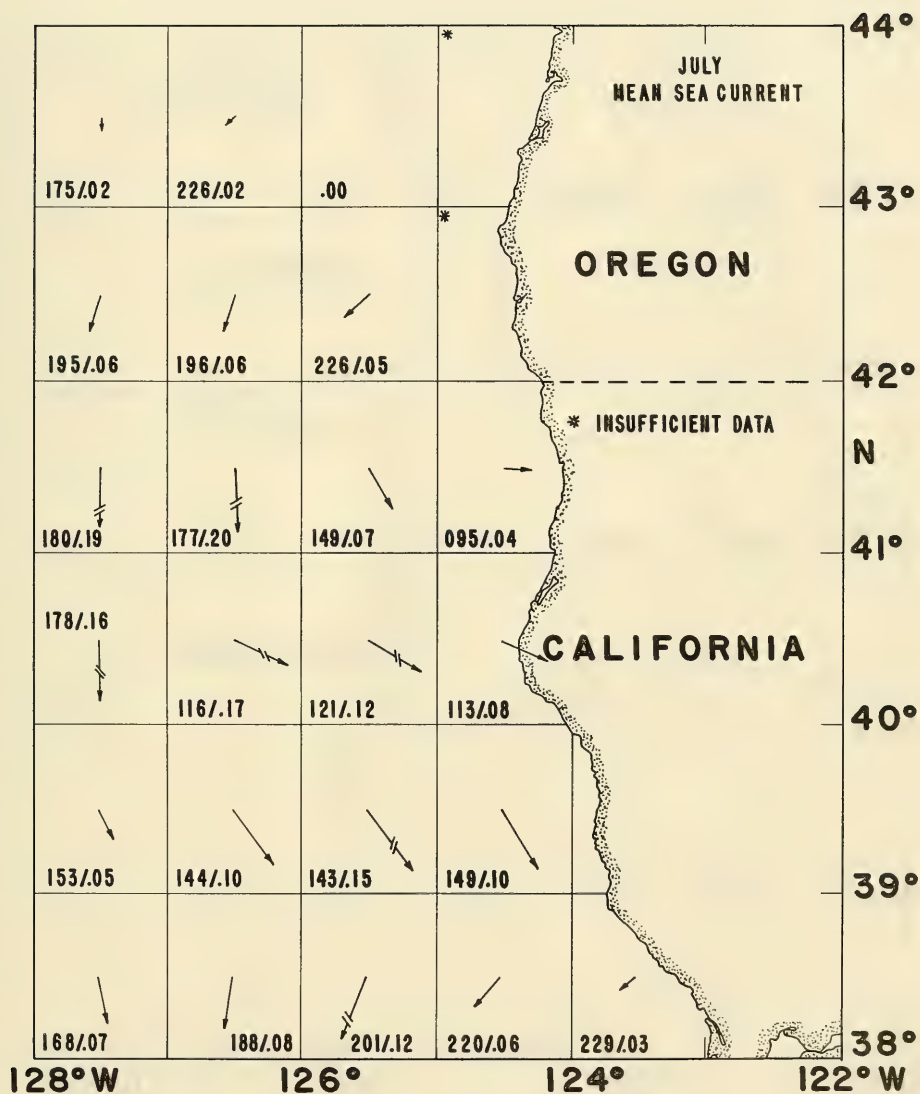 44°
*
JULY
MEAN SEA CURRENT
175/.02 226/.02 .00
43°
*
OREGON
195/.06 196/.06 226/.05
42°
* INSUFFICIENT DATA
N
180/.19 177/.20 149/.07 095/.04
41°
178/.16
CALIFORNIA
116/.17 121/.12 113/.08
40°
153/.05 144/.10 143/.15 149/.10
39°
168/.07 188/.08 201/.12 220/.06 229/.03
38°
128° W 126° 124° 122° W